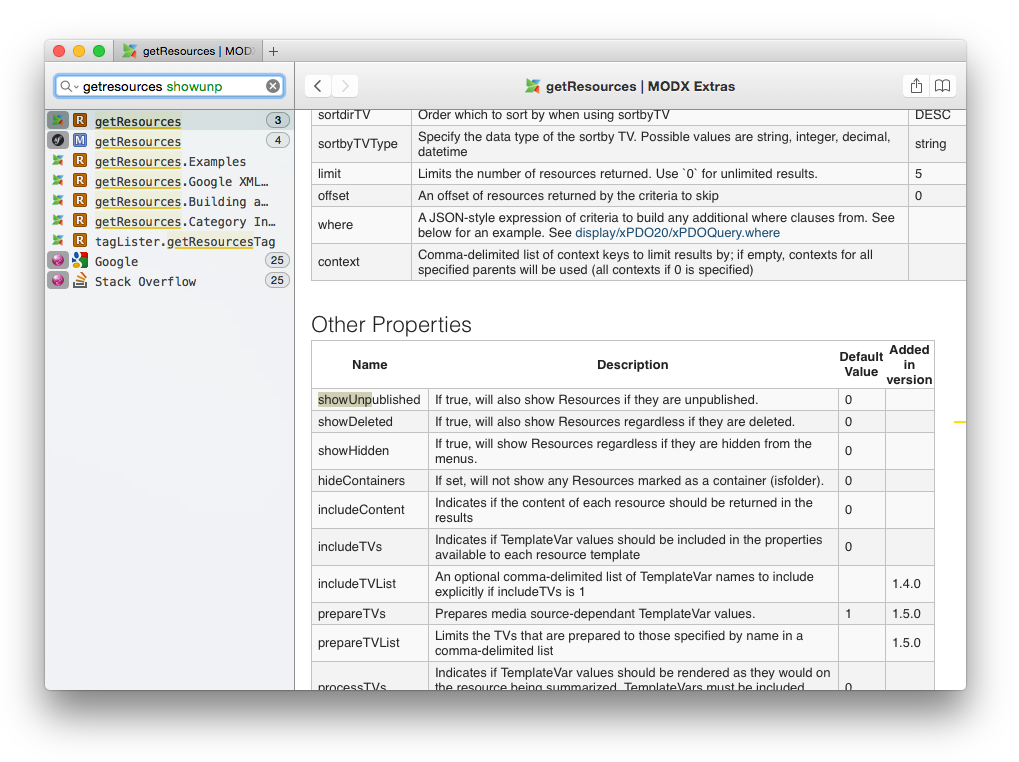 getResources | MOD
getresources showunp
getResources | MODX Extras
getResources 3
getResources 4
getResources.Examples
getResources.Google XML…
getResources.Building a…
getResources.Category In…
tagLister.getResourcesTag
Google 25
Stack Overflow 25
sortdirTV Order which to sort by when using sortbyTV DESC
sortbyTVType Specify the data type of the sortby TV. Possible values are string, integer, decimal,
datetime string
limit Limits the number of resources returned. Use `0` for unlimited results. 5
offset An offset of resources returned by the criteria to skip 0
where A JSON-style expression of criteria to build any additional where clauses from. See
below for an example. See display/xPDO20/xPDOQuery.where
context Comma-delimited list of context keys to limit results by; if empty, contexts for all
specified parents will be used (all contexts if 0 is specified)
Other Properties
Name Description Default
Value Added
in
version
showUnpublished If true, will also show Resources if they are unpublished. 0
showDeleted If true, will also show Resources regardless if they are deleted. 0
showHidden If true, will show Resources regardless if they are hidden from the
menus. 0
hideContainers If set, will not show any Resources marked as a container (isfolder). 0
includeContent Indicates if the content of each resource should be returned in the
results 0
includeTVs Indicates if TemplateVar values should be included in the properties
available to each resource template 0
includeTVList An optional comma-delimited list of TemplateVar names to include
explicitly if includeTVs is 1 1.4.0
prepareTVs Prepares media source-dependant TemplateVar values. 1 1.5.0
prepareTVList Limits the TVs that are prepared to those specified by name in a
comma-delimited list 1.5.0
processTVs Indicates if TemplateVar values should be rendered as they would on
the resource being summarized. TemplateVars must be included 0